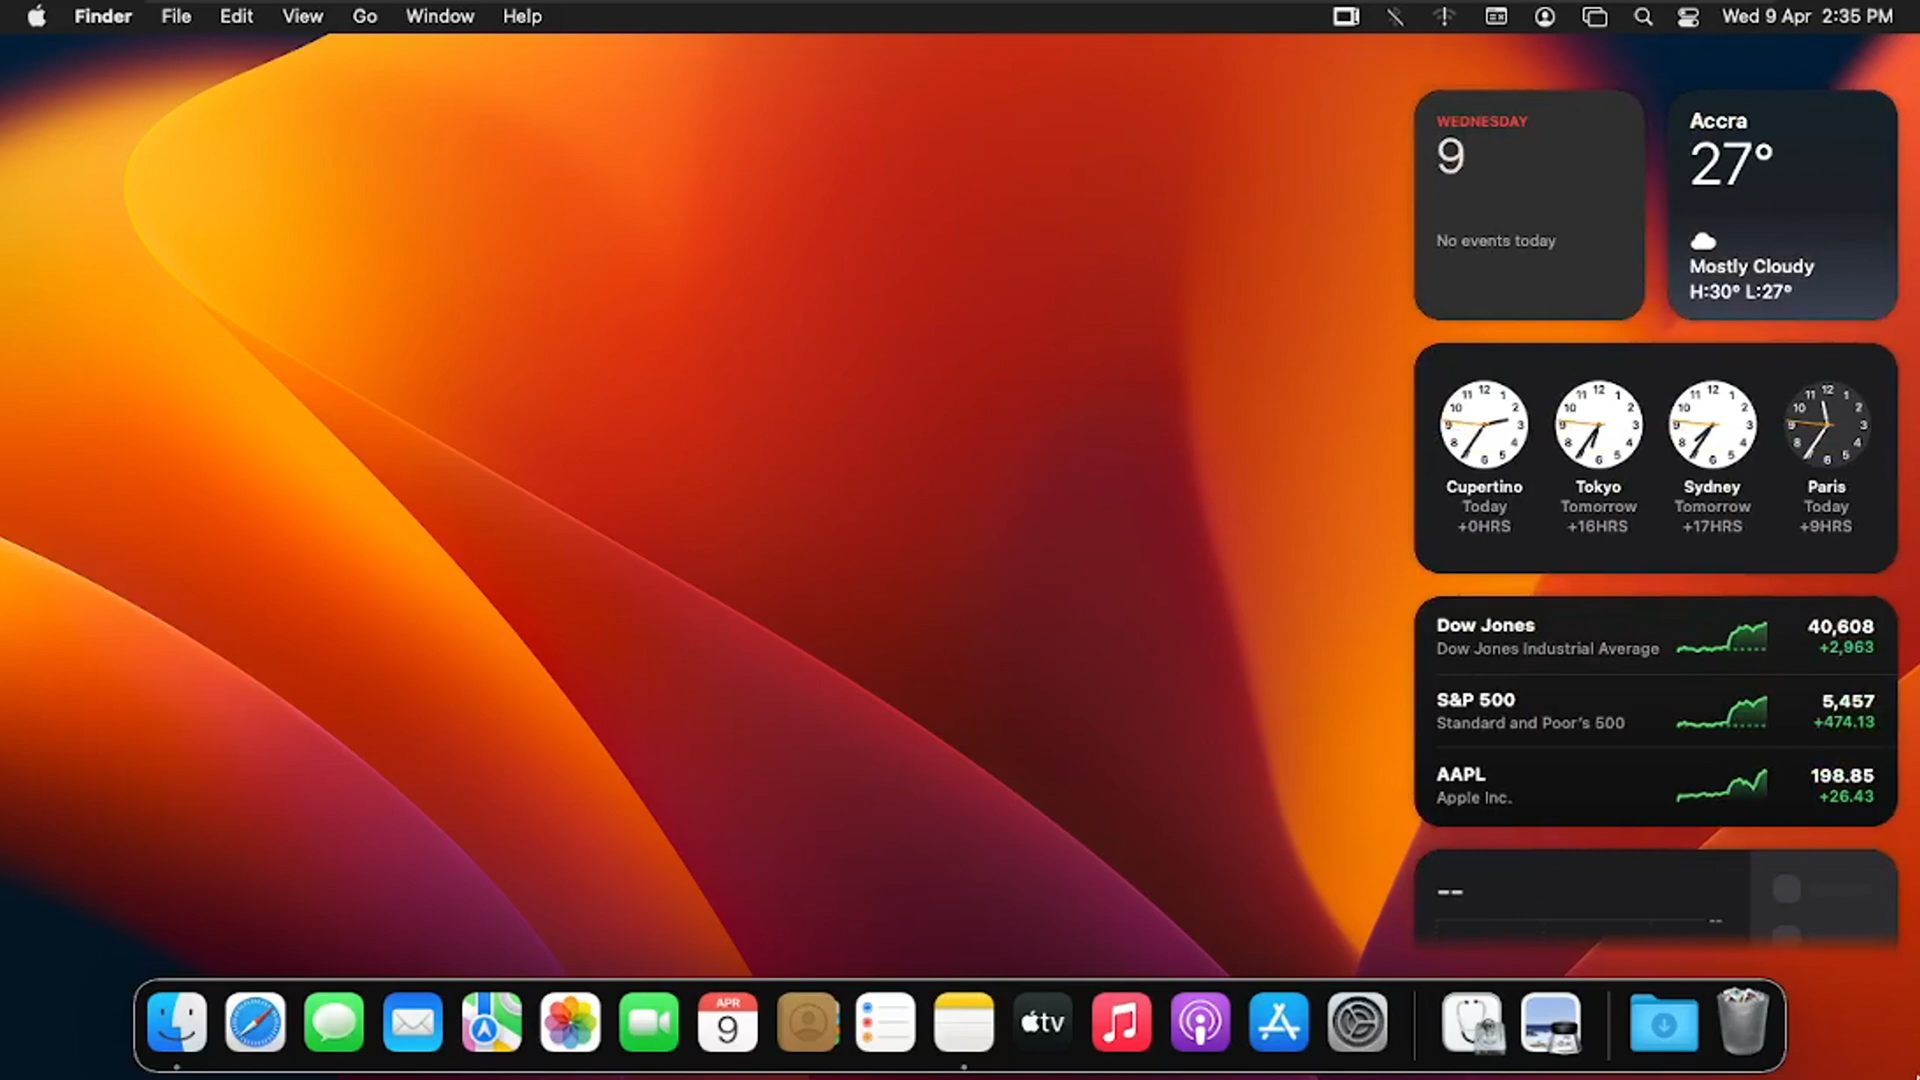 Finder File Edit View Go Window Help
Wed 9 Apr 2:35 PM
WEDNESDAY
9
No events today
Accra
27°
Mostly Cloudy
H:30° L:27°
Cupertino
Today
+0HRS
Tokyo
Tomorrow
+16HRS
Sydney
Tomorrow
+17HRS
Paris
Today
+9HRS
Dow Jones 40,608
Dow Jones Industrial Average +2,963
S&P 500 5,457
Standard and Poor's 500 +474.13
AAPL 198.85
Apple Inc. +26.43
--
--
APR
9
tv